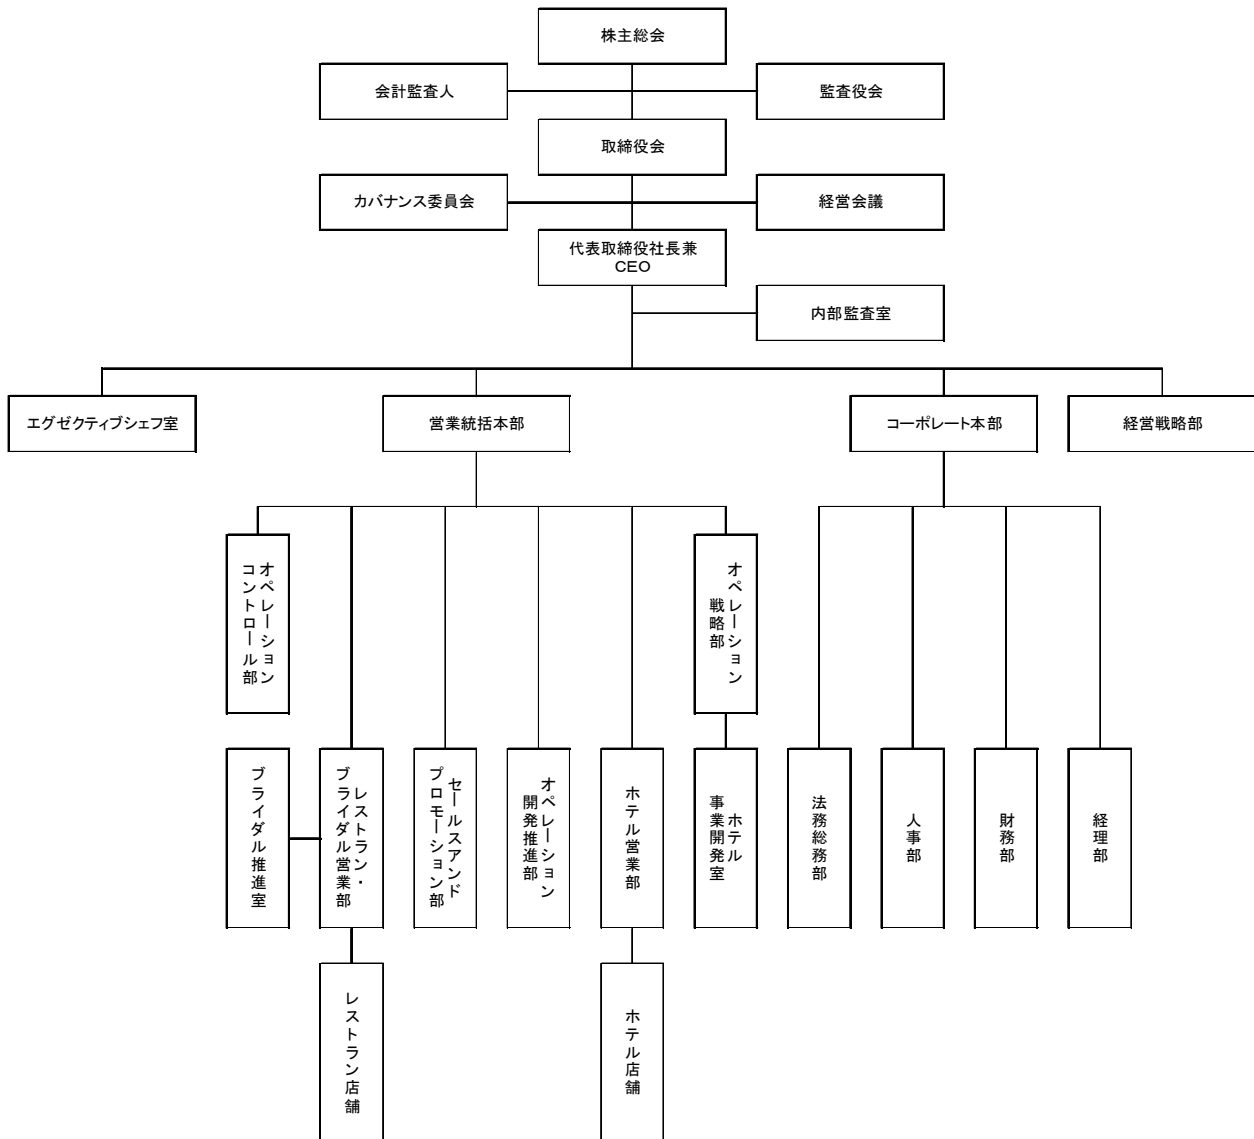 株主総会
会計監査人
監査役会
取締役会
カバナンス委員会
経営会議
代表取締役社長兼
CEO
内部監査室
エグゼクティブシェフ室
営業統括本部
コーポレート本部
経営戦略部
オペレーション
コントロール部
オペレーション
戦略部
ブライダル推進室
レストラン・
ブライダル営業部
セールスアンド
プロモーション部
オペレーション
開発推進部
ホテル営業部
ホテル
事業開発室
法務総務部
人事部
財務部
経理部
レストラン店舗
ホテル店舗